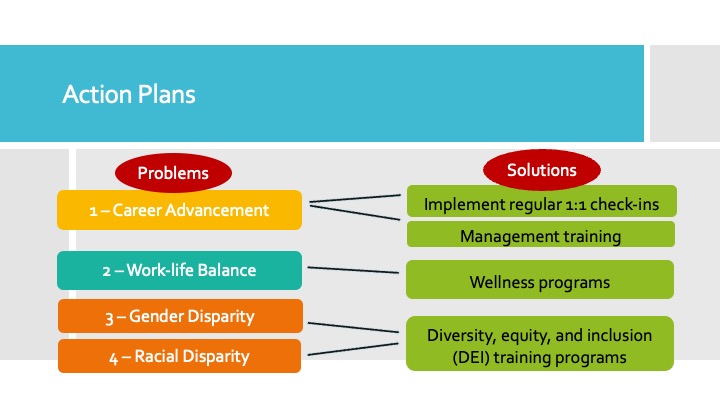 Action Plans
Problems
Solutions
1 – Career Advancement
Implement regular 1:1 check-ins
Management training
2 – Work-life Balance
Wellness programs
3 – Gender Disparity
4 – Racial Disparity
Diversity, equity, and inclusion
(DEI) training programs